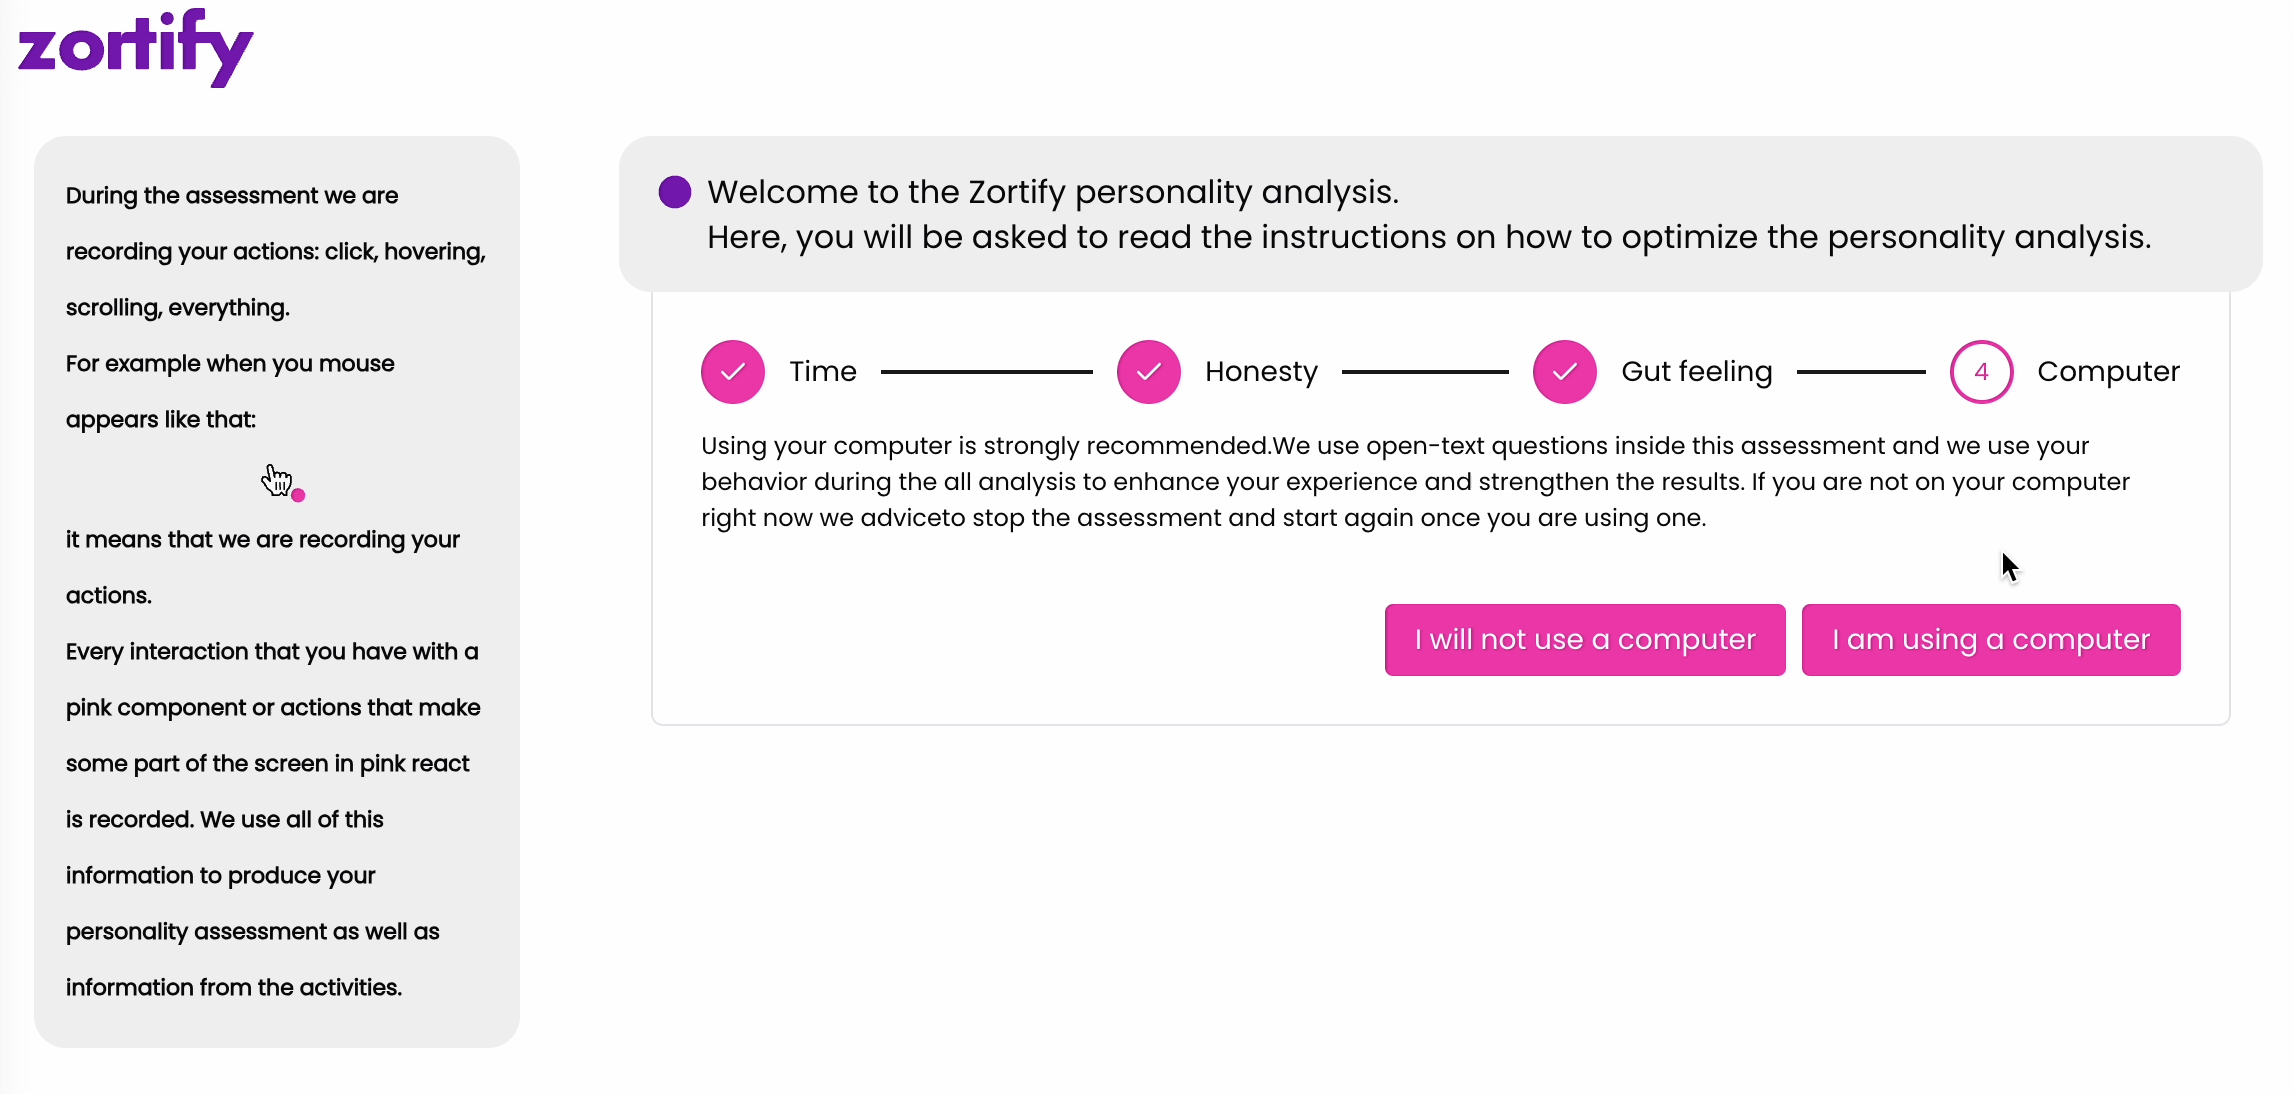 zortify
During the assessment we are
recording your actions: click, hovering,
scrolling, everything.
For example when you mouse
appears like that:
it means that we are recording your
actions.
Every interaction that you have with a
pink component or actions that make
some part of the screen in pink react
is recorded. We use all of this
information to produce your
personality assessment as well as
information from the activities.
Welcome to the Zortify personality analysis.
Here, you will be asked to read the instructions on how to optimize the personality analysis.
Time Honesty Gut feeling 4 Computer
Using your computer is strongly recommended.We use open-text questions inside this assessment and we use your
behavior during the all analysis to enhance your experience and strengthen the results. If you are not on your computer
right now we adviceto stop the assessment and start again once you are using one.
I will not use a computer I am using a computer